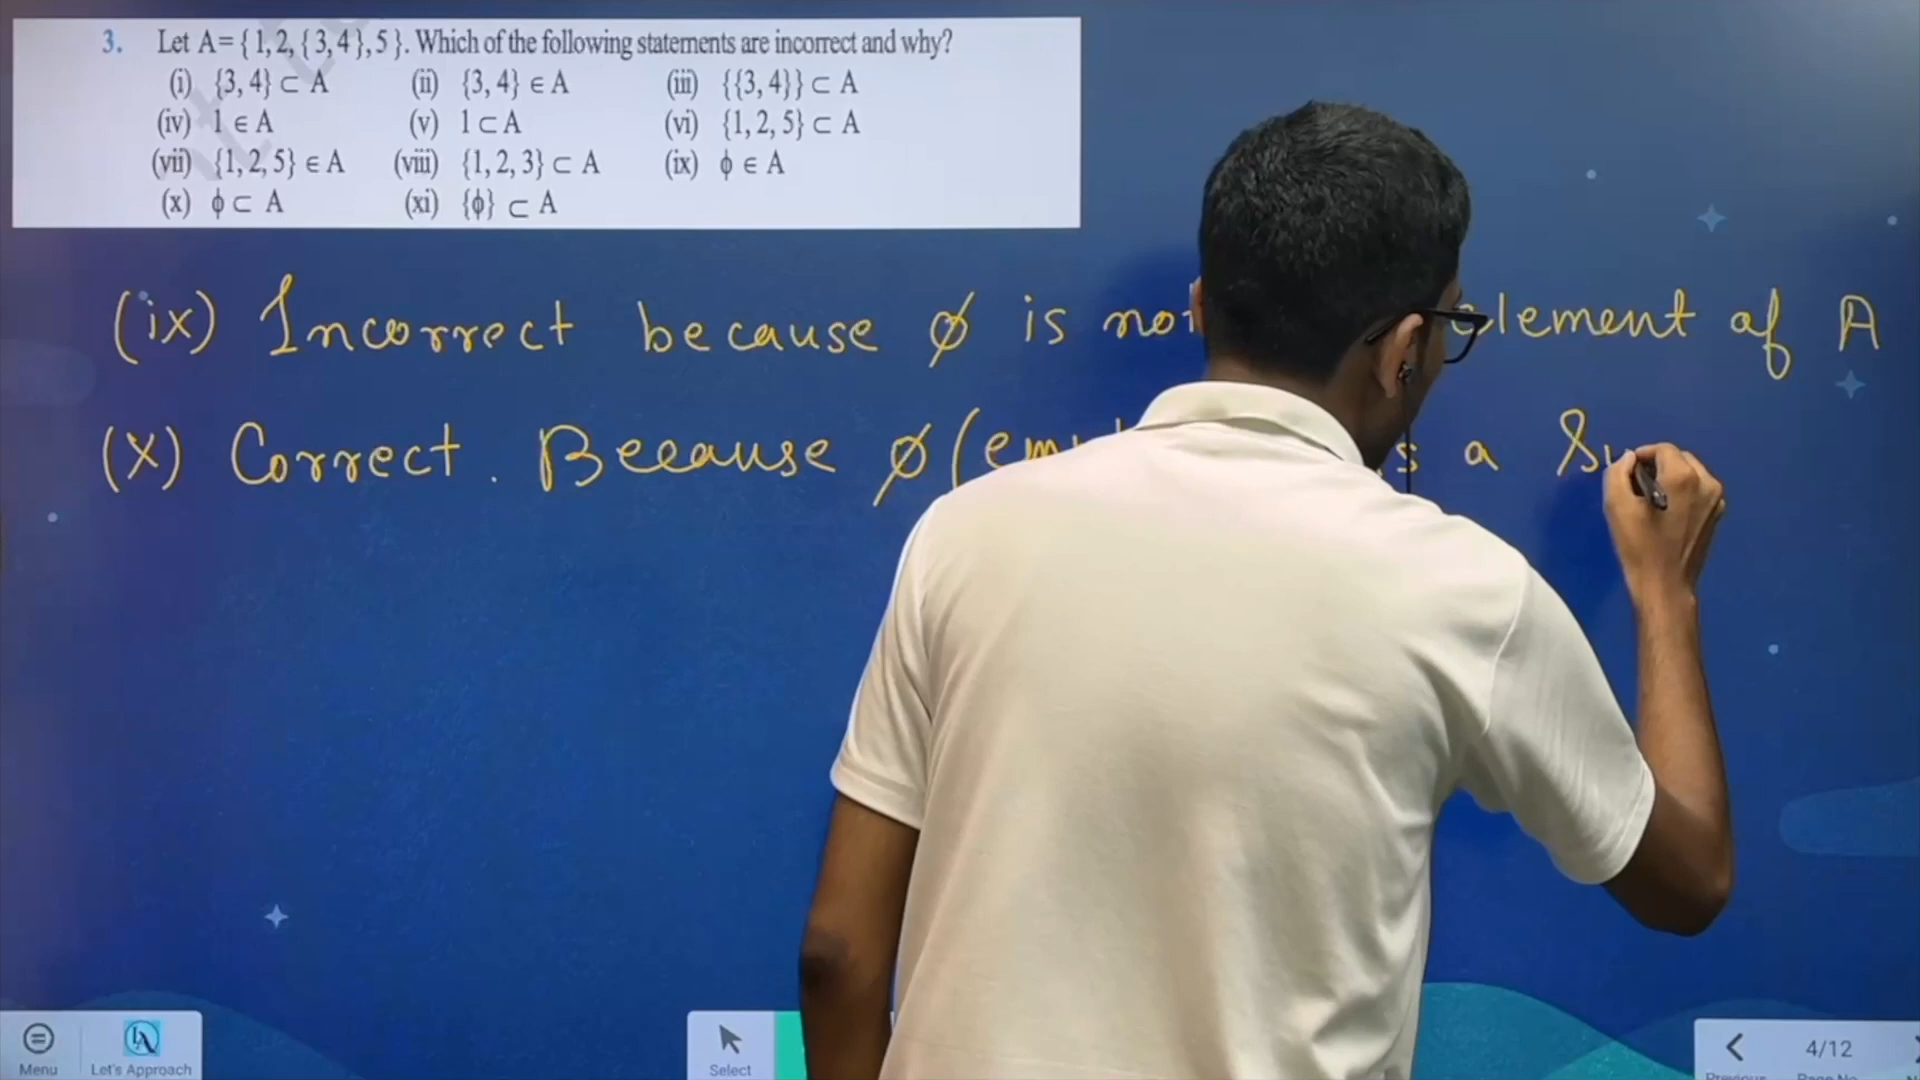 3. Let A={1, 2, {3, 4}, 5}. Which of the following statements are incorrect and why?
(i) {3, 4} ⊂ A (ii) {3, 4} ∈ A (iii) {{3, 4}} ⊂ A
(iv) 1 ∈ A (v) 1 ⊂ A (vi) {1, 2, 5} ⊂ A
(vii) {1, 2, 5} ∈ A (viii) {1, 2, 3} ⊂ A (ix) ϕ ∈ A
(x) ϕ ⊂ A (xi) {ϕ} ⊂ A
(ix) Incorrect because ϕ is element of A
(X) Correct. Because ϕ ( a
Menu Let's Approach Select 4/12